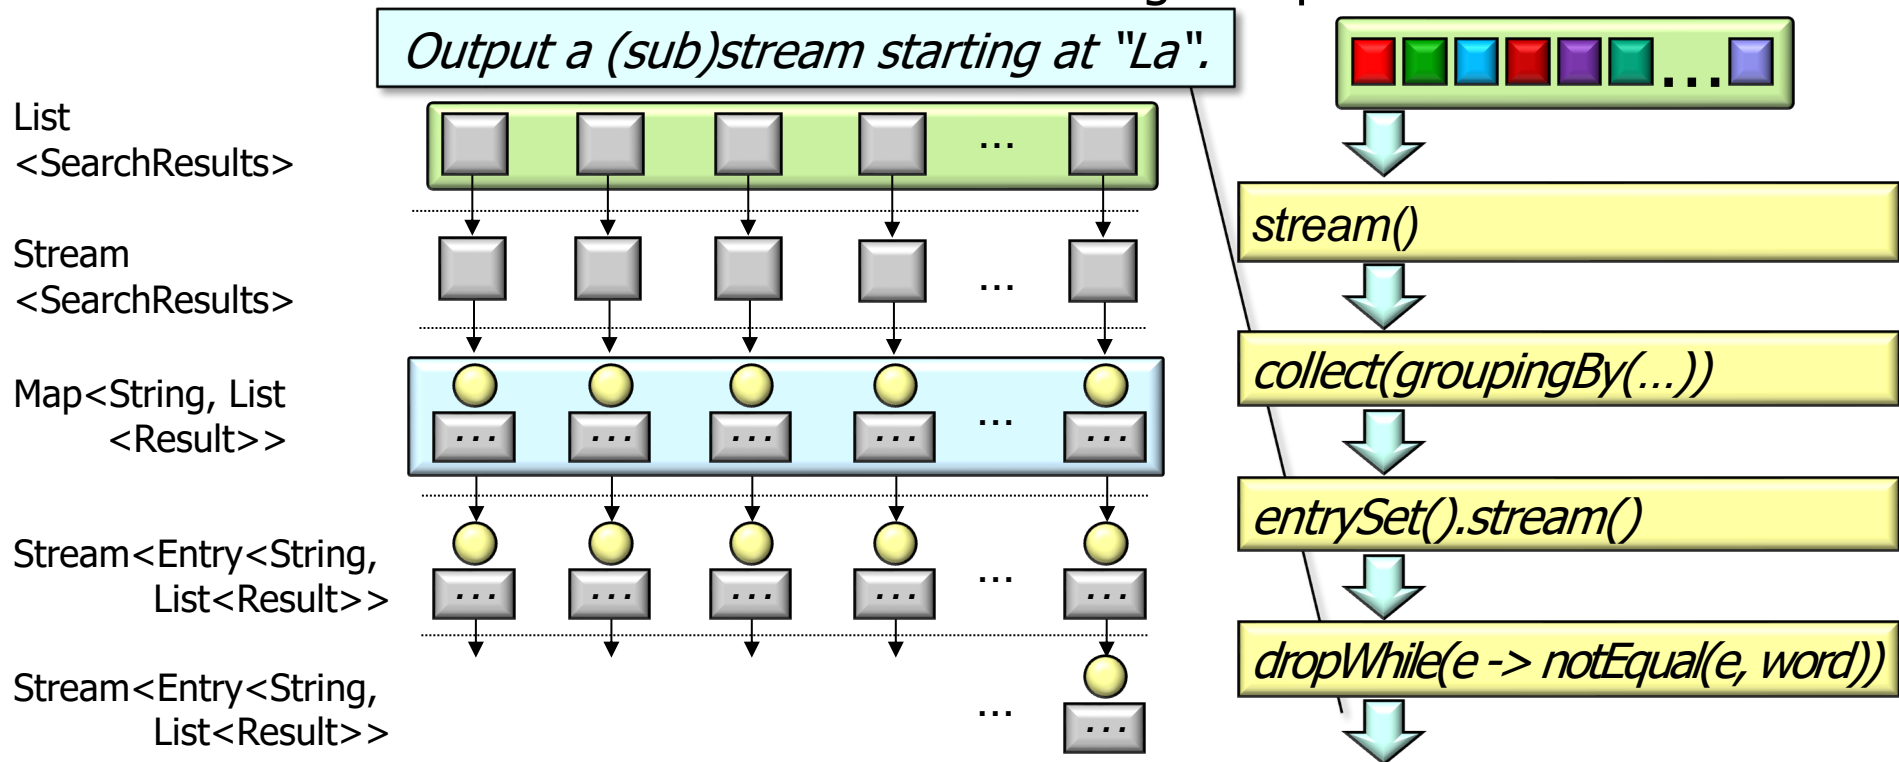 Output a (sub)stream starting at "La".
...
List
<SearchResults>
...
Stream
<SearchResults>
...
stream()
Map<String, List
<Result>>
...
... ... ... ... ...
collect(groupingBy(...))
Stream<Entry<String,
List<Result>>
...
... ... ... ... ...
entrySet().stream()
Stream<Entry<String,
List<Result>>
...
...
dropWhile(e -> notEqual(e, word))